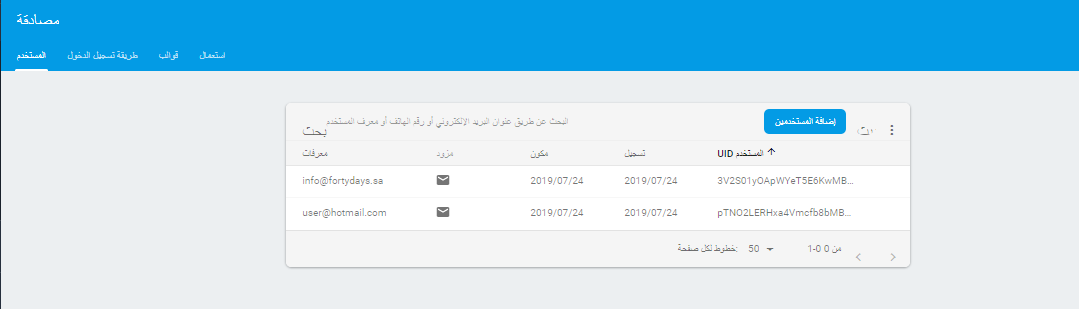 مصادقة
المستخدم طريقة تسجيل الدخول قوالب استعمال
بحث البحث عن طريق عنوان البريد الإلكتروني أو رقم الهاتف أو معرف المستخدم إضافة المستخدمين
معرفات مزود مكون تسجيل المستخدم UID
info@fortydays.sa 2019/07/24 2019/07/24 3V2S01yOApWYeT5E6KwMB...
user@hotmail.com 2019/07/24 2019/07/24 pTNO2LERHxa4Vmcfb8bMB...
خطوط لكل صفحة: 50 1-0 من 0